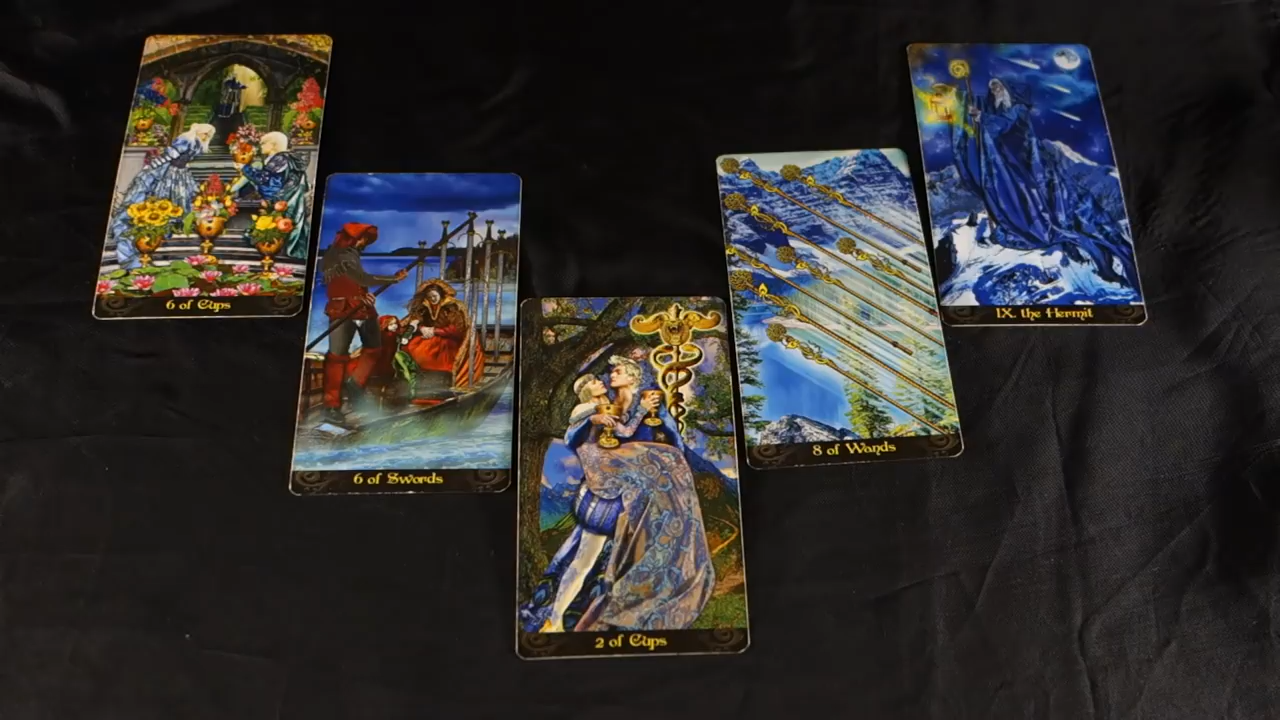 6 of Cups
6 of Swords
2 of Cups
8 of Wands
IX. the Hermit